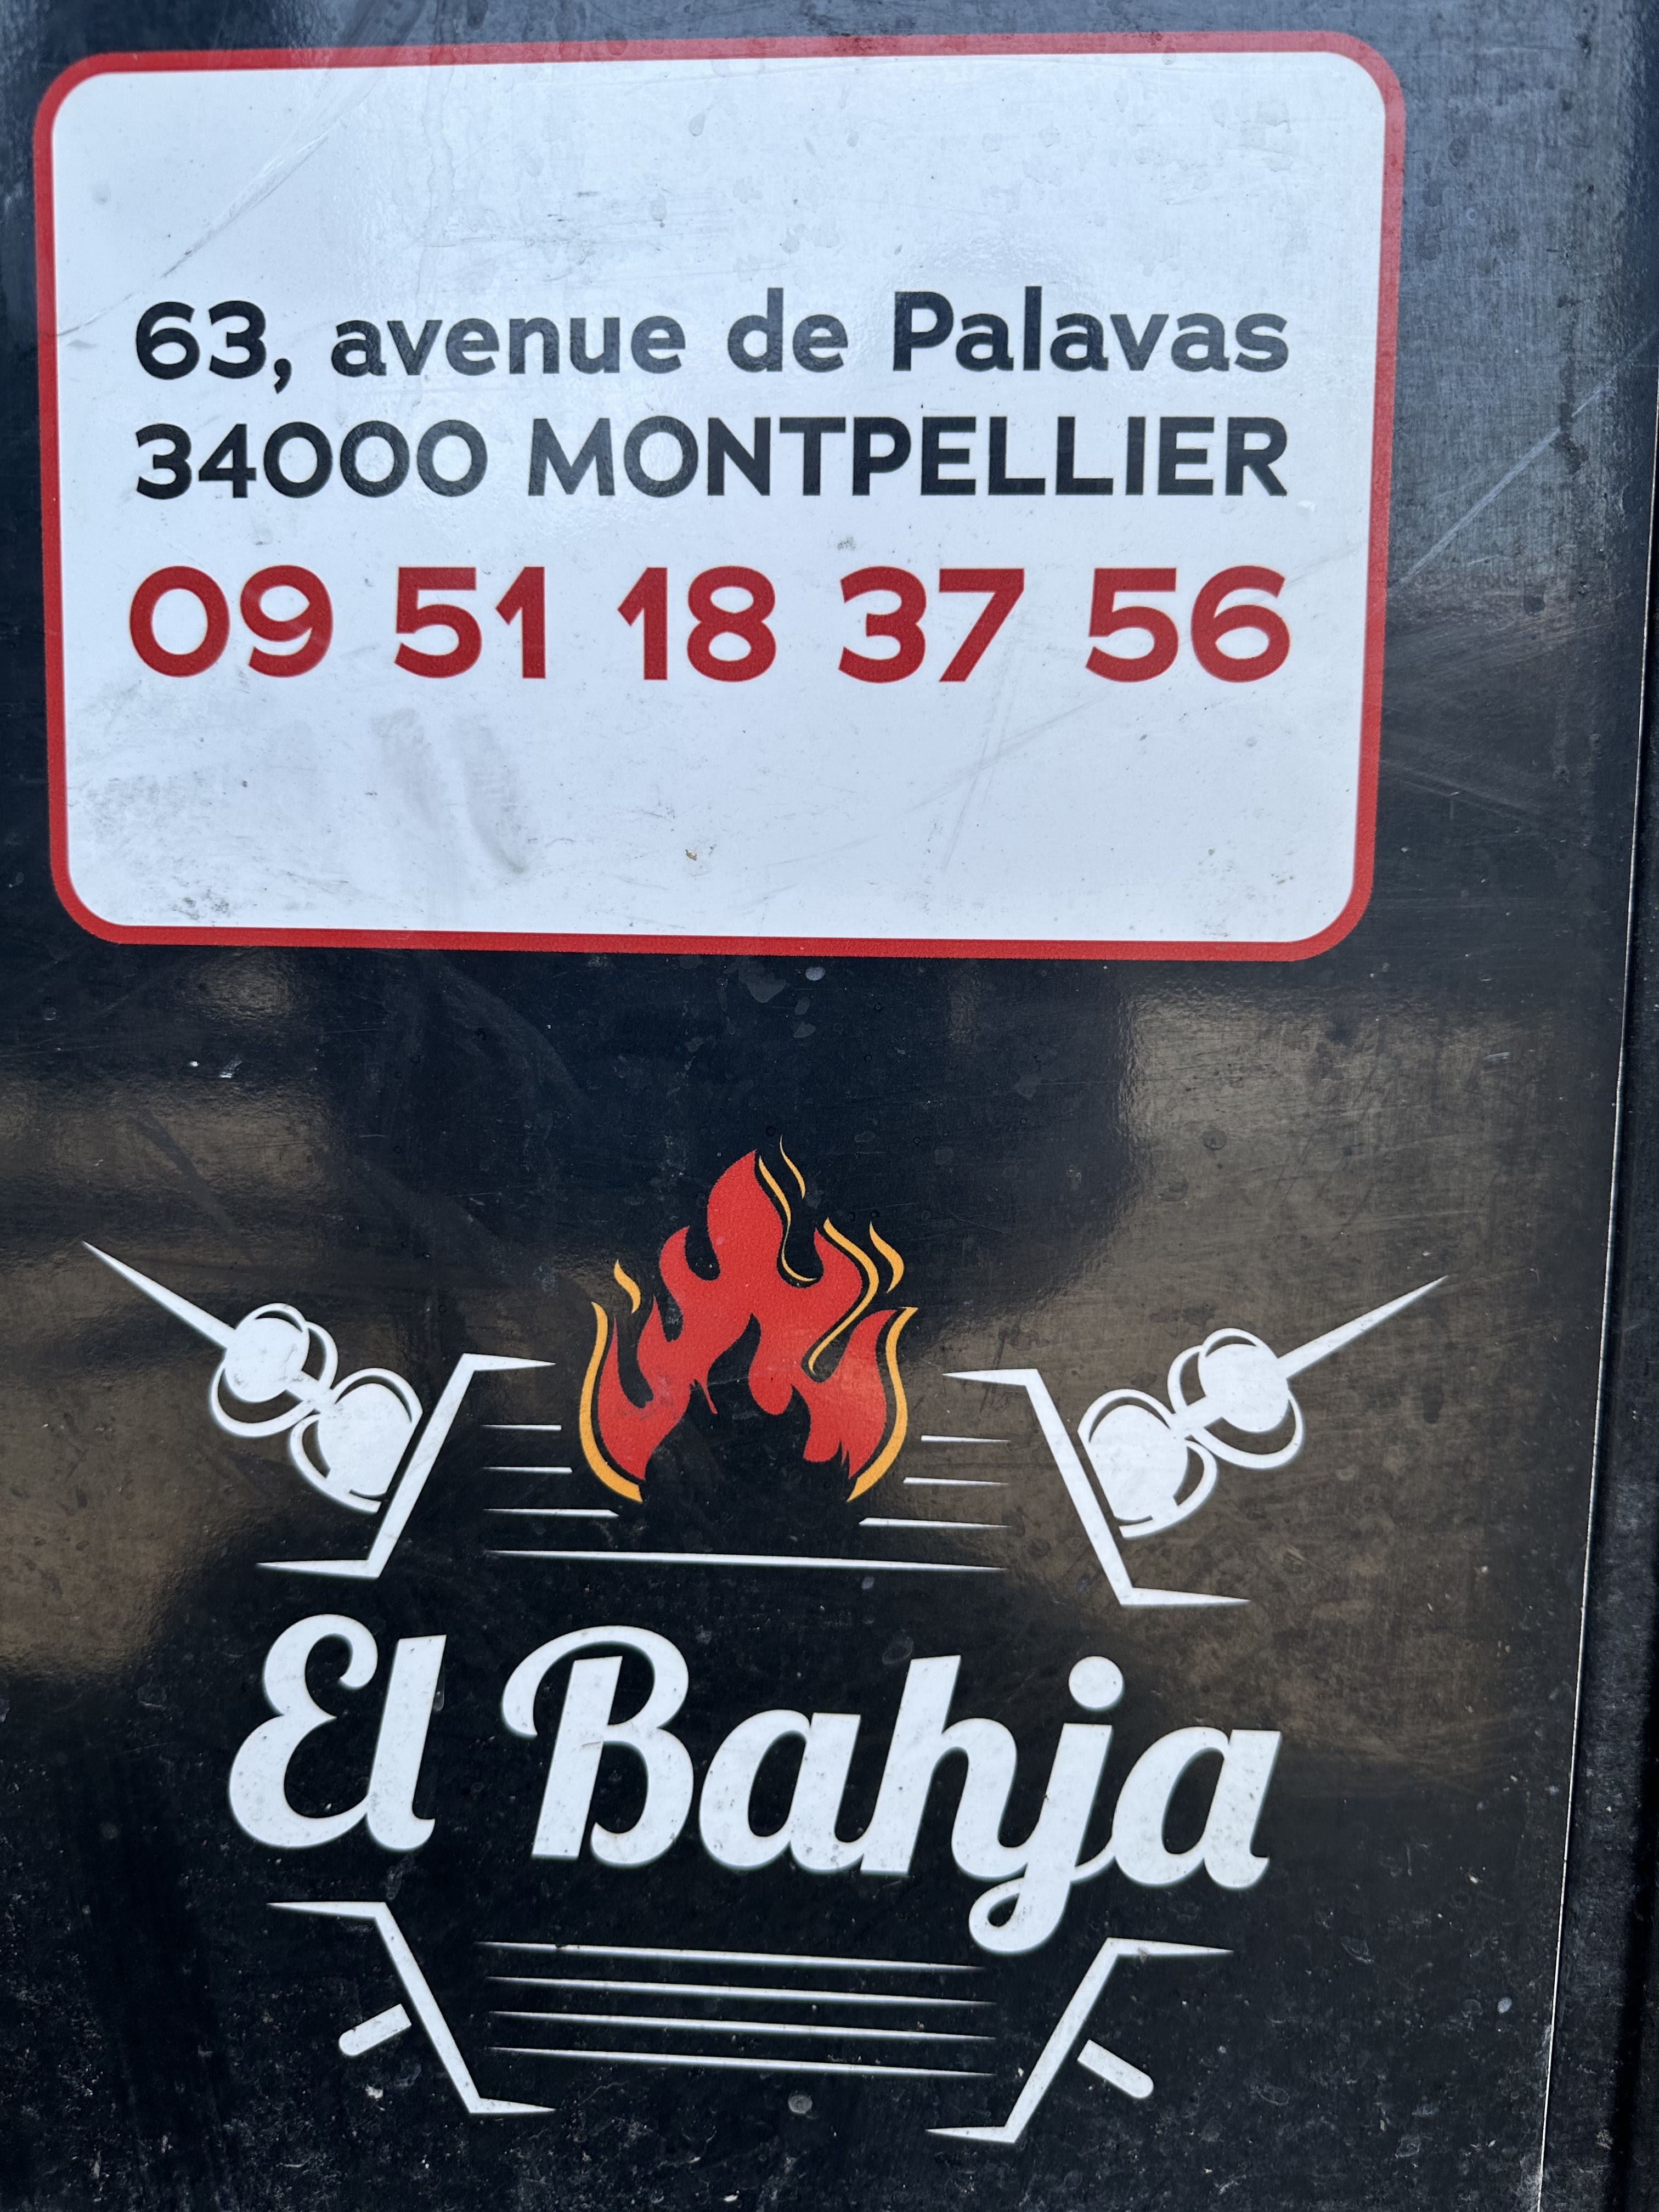 63, avenue de Palavas
34000 MONTPELLIER
09 51 18 37 56
El Bahja